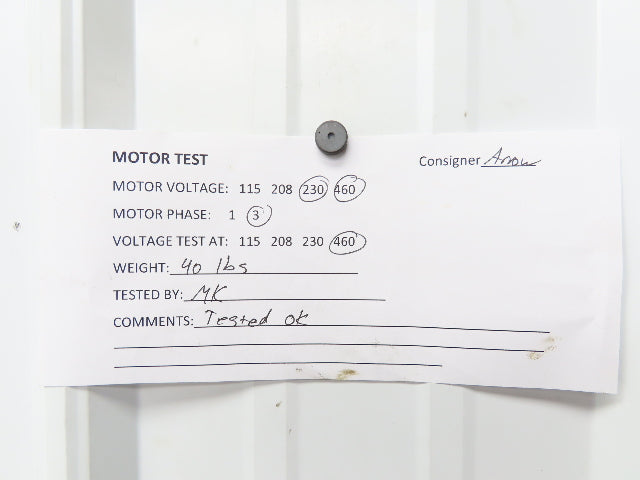 MOTOR TEST
Consigner Arrow
MOTOR VOLTAGE: 115 208 230 460
MOTOR PHASE: 1 3
VOLTAGE TEST AT: 115 208 230 460
WEIGHT: 40 lbs
TESTED BY: MK
COMMENTS: Tested ok